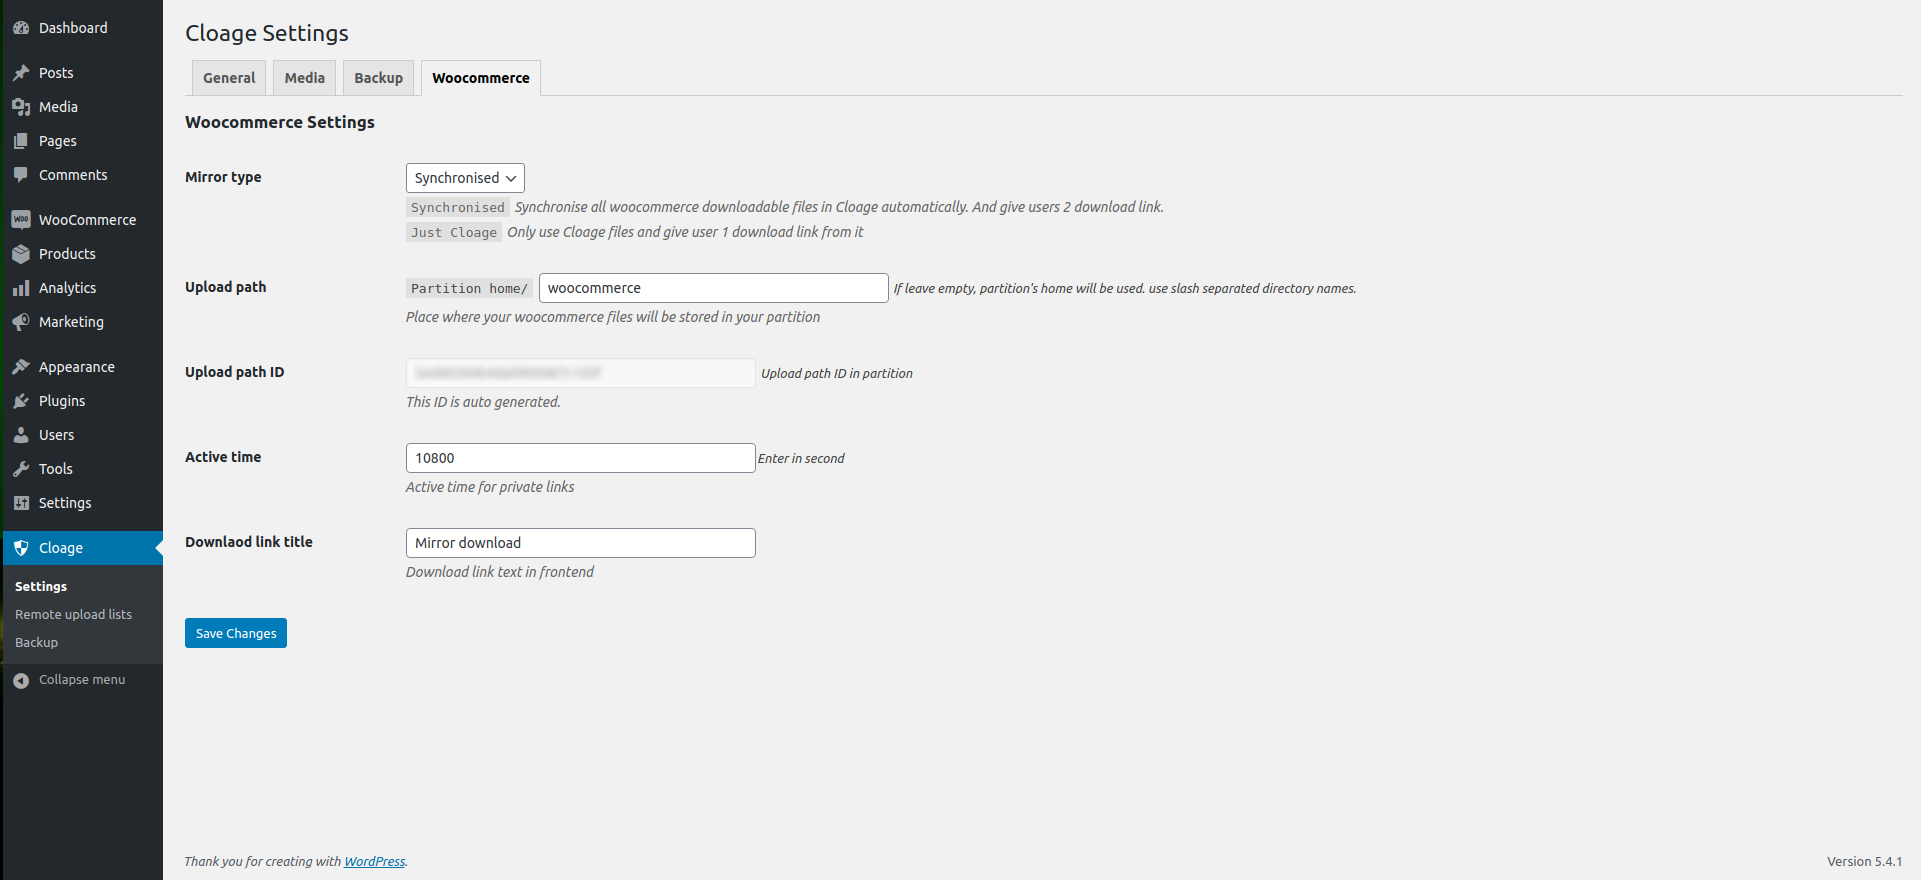 Dashboard
Posts
Media
Pages
Comments
WooCommerce
Products
Analytics
Marketing
Appearance
Plugins
Users
Tools
Settings
Cloage
Settings
Remote upload lists
Backup
Collapse menu
Cloage Settings
General Media Backup Woocommerce
Woocommerce Settings
Mirror type Synchronised
Synchronised Synchronise all woocommerce downloadable files in Cloage automatically. And give users 2 download link.
Just Cloage Only use Cloage files and give user 1 download link from it
Upload path Partition home/ woocommerce If leave empty, partition's home will be used. use slash separated directory names.
Place where your woocommerce files will be stored in your partition
Upload path ID Upload path ID in partition
This ID is auto generated.
Active time 10800 Enter in second
Active time for private links
Downlaod link title Mirror download
Download link text in frontend
Save Changes
Thank you for creating with WordPress. Version 5.4.1